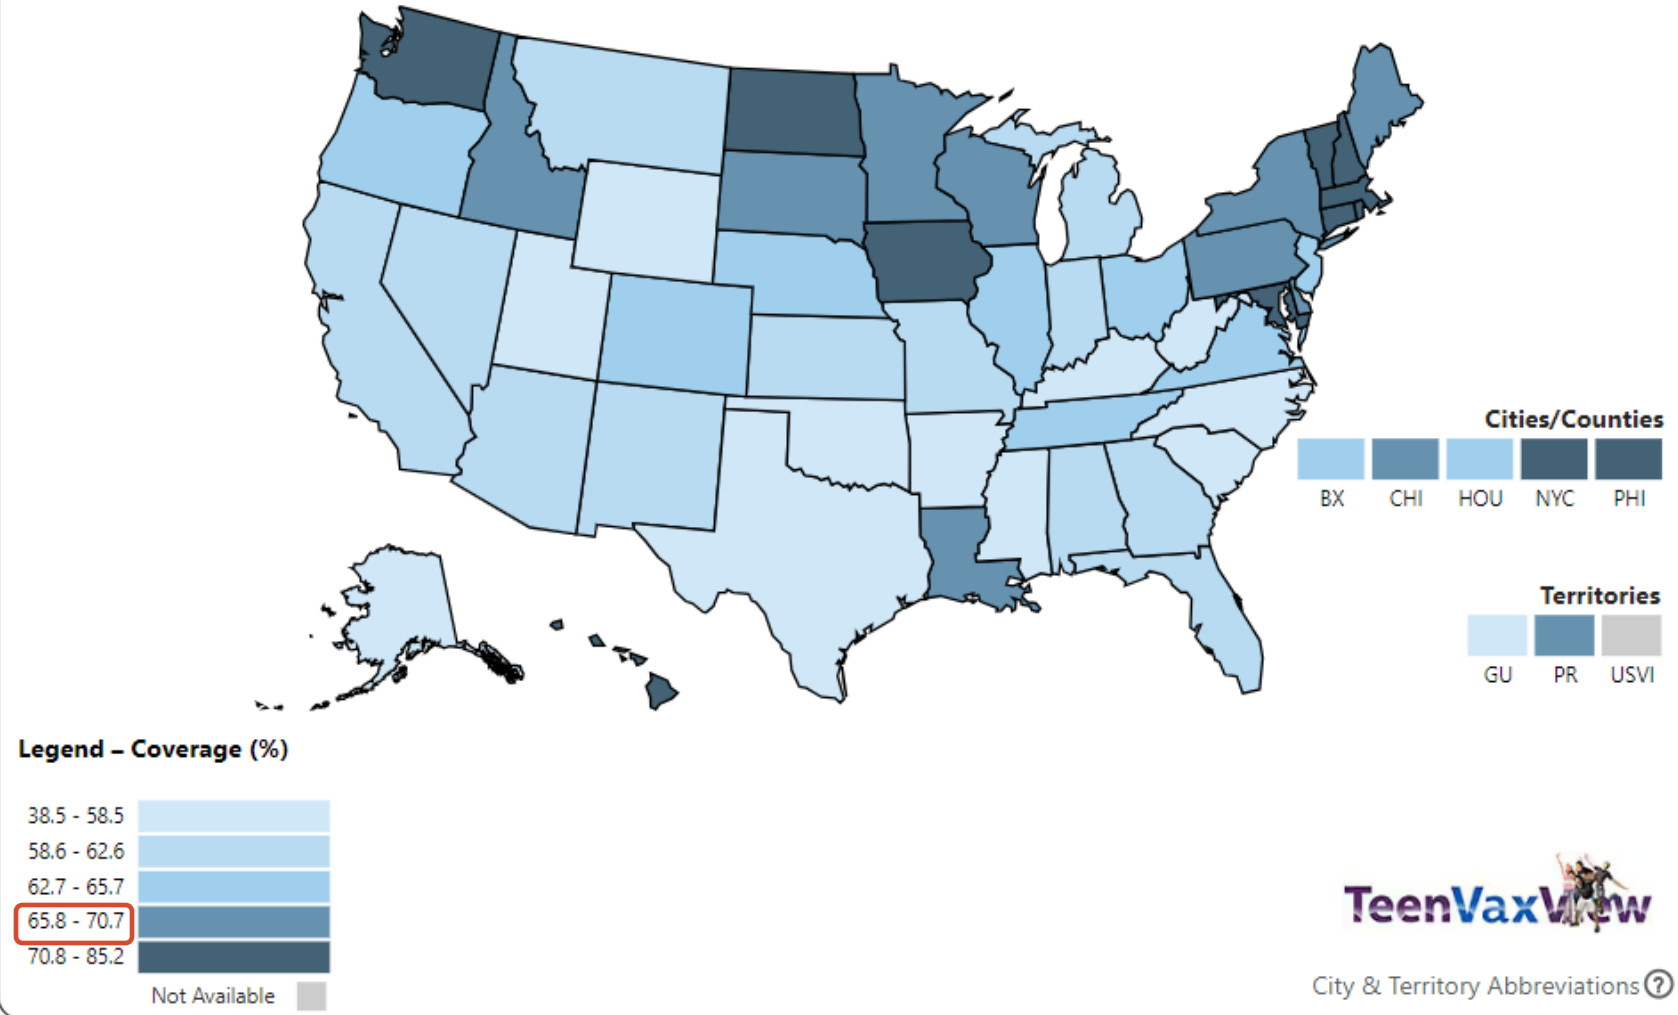 Cities/Counties
BX CHI HOU NYC PHI
Territories
GU PR USVI
Legend – Coverage (%)
38.5 - 58.5
58.6 - 62.6
62.7 - 65.7
65.8 - 70.7
70.8 - 85.2
Not Available
TeenVaxView
City & Territory Abbreviations ?